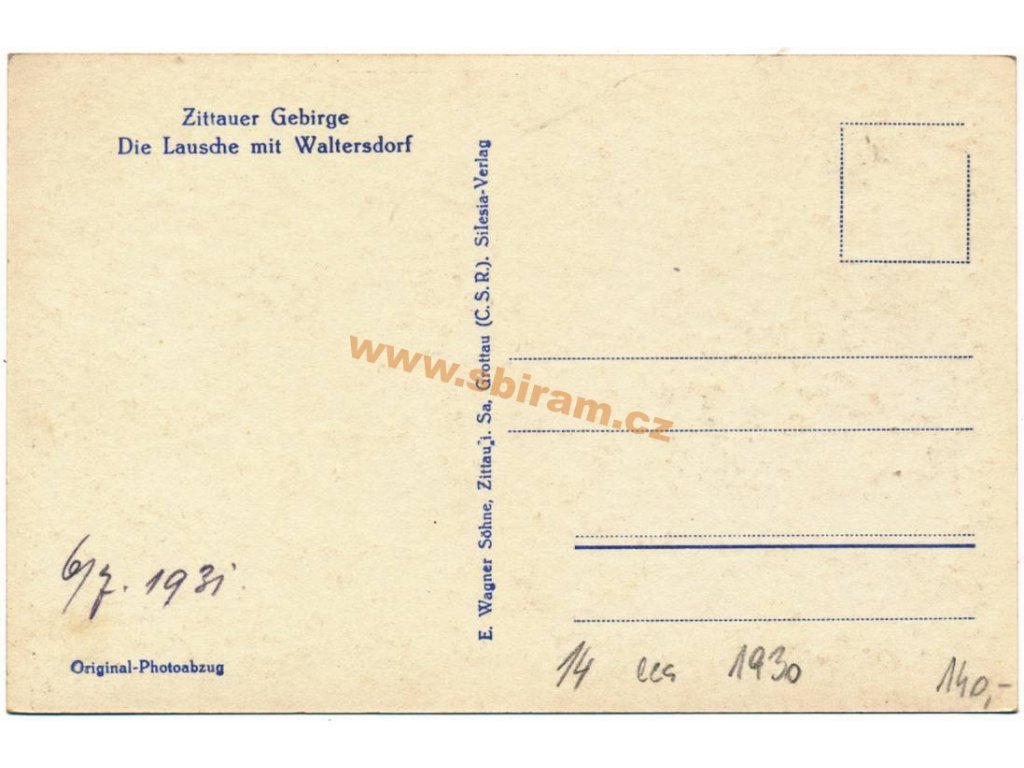 Zittauer Gebirge
Die Lausche mit Waltersdorf
E. Wagner Söhne, Zittau i. Sa, Grottau (C.S.R.). Silesia-Verlag
www.sbiram.cz
6/7. 1931.
Original-Photoabzug
14 1930 140,-